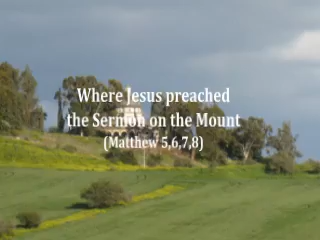 Where Jesus preached
the Sermon on the Mount
(Matthew 5,6,7,8)